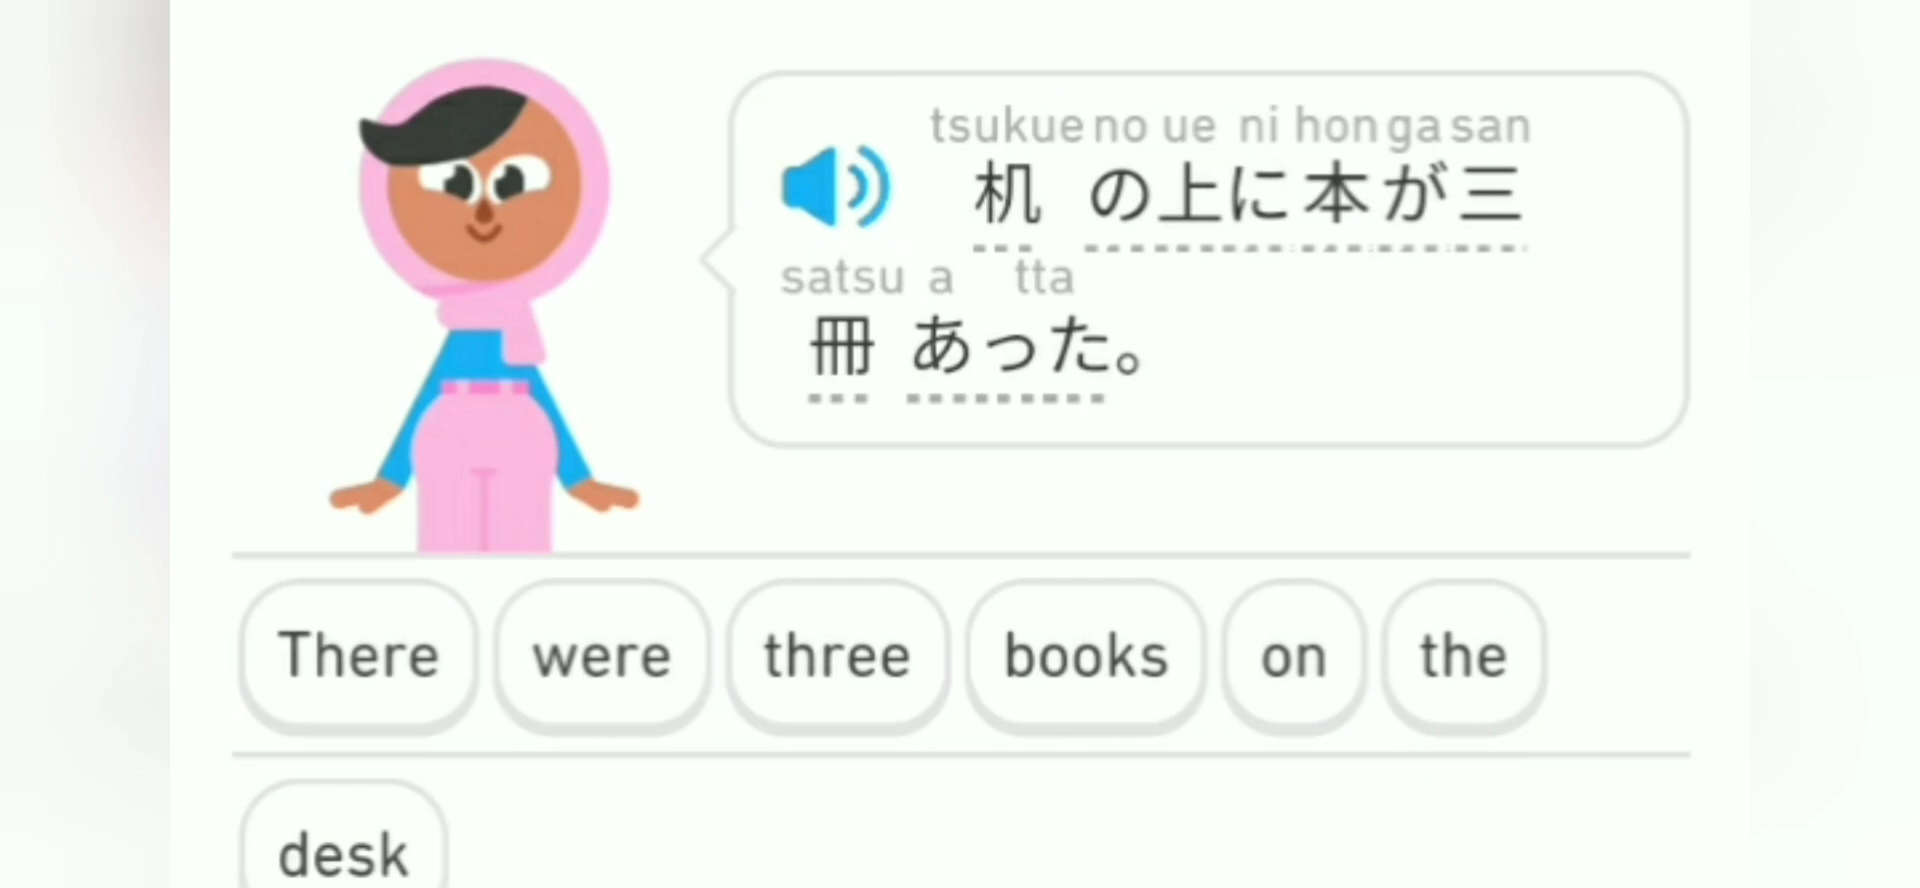 tsukue no ue ni hon ga san
机の上に本が三
satsu a tta
冊あった。
There were three books on the
desk